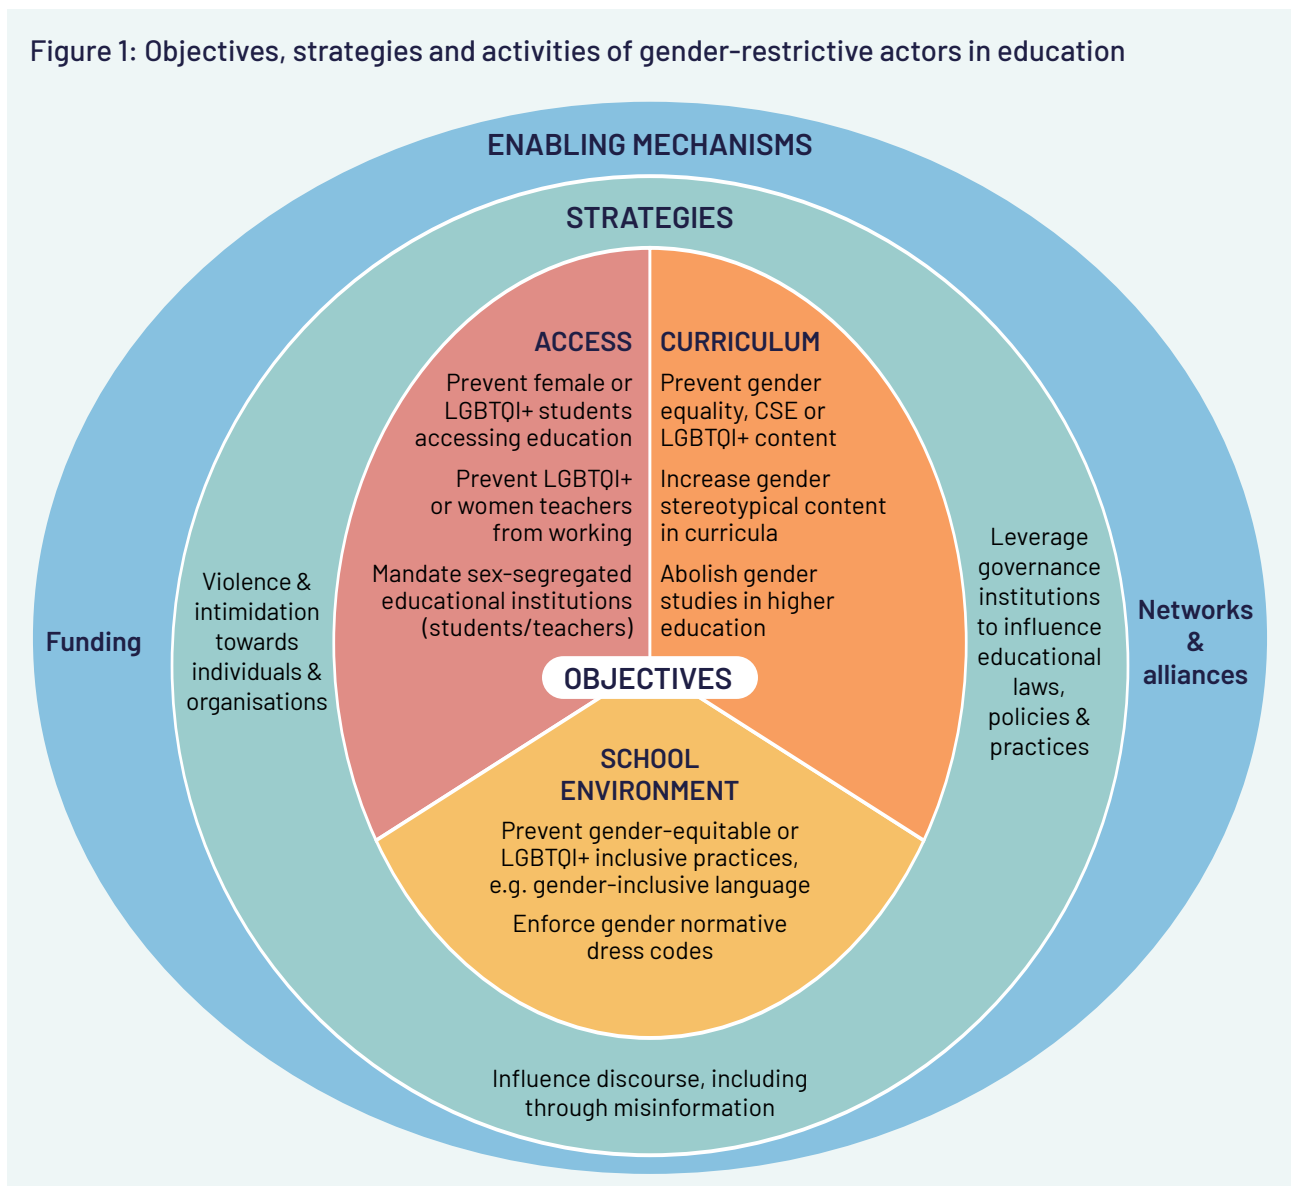 Figure 1: Objectives, strategies and activities of gender-restrictive actors in education
ENABLING MECHANISMS
STRATEGIES
ACCESS
Prevent female or
LGBTQI+ students
accessing education
Prevent LGBTQI+
or women teachers
from working
Mandate sex-segregated
educational institutions
(students/teachers)
CURRICULUM
Prevent gender
equality, CSE or
LGBTQI+ content
Increase gender
stereotypical content
in curricula
Abolish gender
studies in higher
education
OBJECTIVES
SCHOOL
ENVIRONMENT
Prevent gender-equitable or
LGBTQI+ inclusive practices,
e.g. gender-inclusive language
Enforce gender normative
dress codes
Violence &
intimidation
towards
individuals &
organisations
Leverage
governance
institutions
to influence
educational
laws,
policies &
practices
Influence discourse, including
through misinformation
Funding
Networks
&
alliances